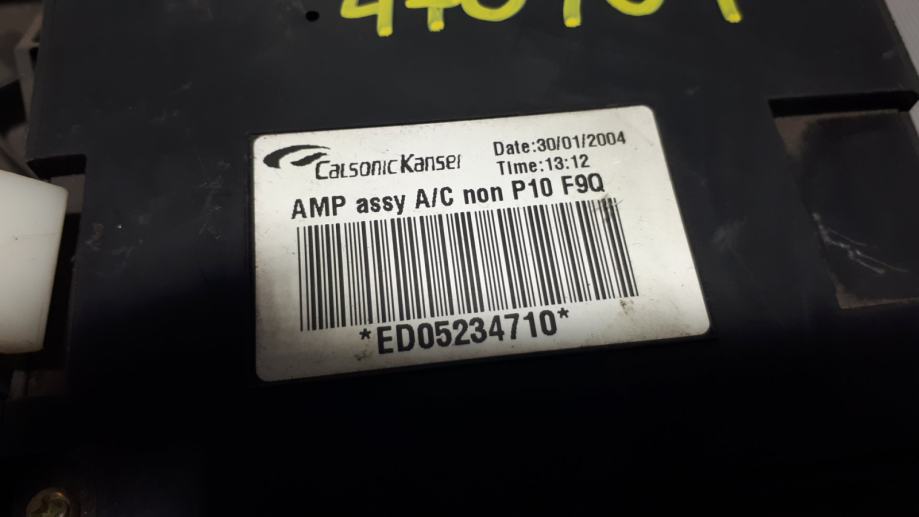 CalsonicKansei
Date:30/01/2004
Time:13:12
AMP assy A/C non P10 F9Q
*ED05234710*